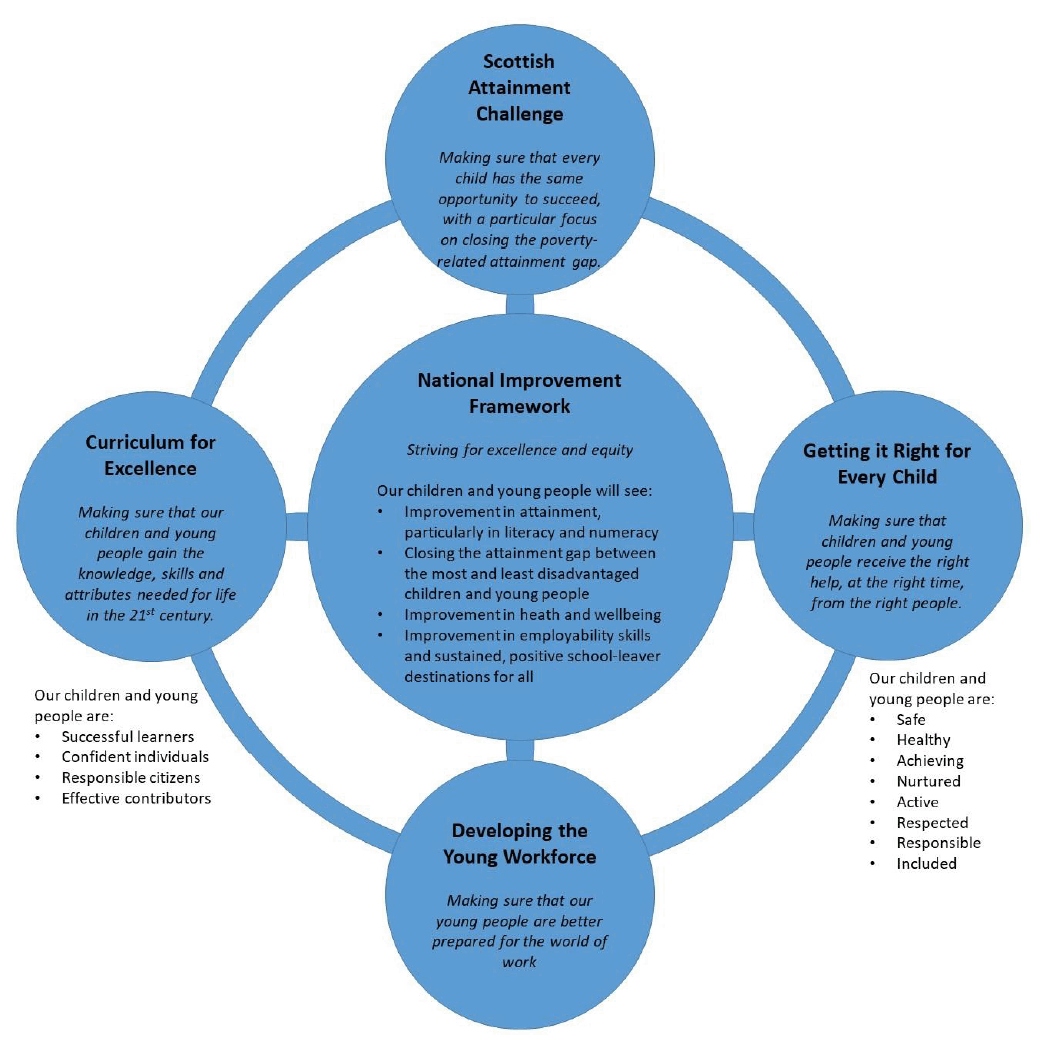 Scottish
Attainment
Challenge
Making sure that every
child has the same
opportunity to succeed,
with a particular focus
on closing the poverty-
related attainment gap.
National Improvement
Framework
Striving for excellence and equity
Our children and young people will see:
• Improvement in attainment,
particularly in literacy and numeracy
• Closing the attainment gap between
the most and least disadvantaged
children and young people
• Improvement in heath and wellbeing
• Improvement in employability skills
and sustained, positive school-leaver
destinations for all
Curriculum for
Excellence
Making sure that our
children and young
people gain the
knowledge, skills and
attributes needed for life
in the 21st century.
Our children and young
people are:
• Successful learners
• Confident individuals
• Responsible citizens
• Effective contributors
Getting it Right for
Every Child
Making sure that
children and young
people receive the right
help, at the right time,
from the right people.
Our children and
young people are:
• Safe
• Healthy
• Achieving
• Nurtured
• Active
• Respected
• Responsible
• Included
Developing the
Young Workforce
Making sure that our
young people are better
prepared for the world of
work